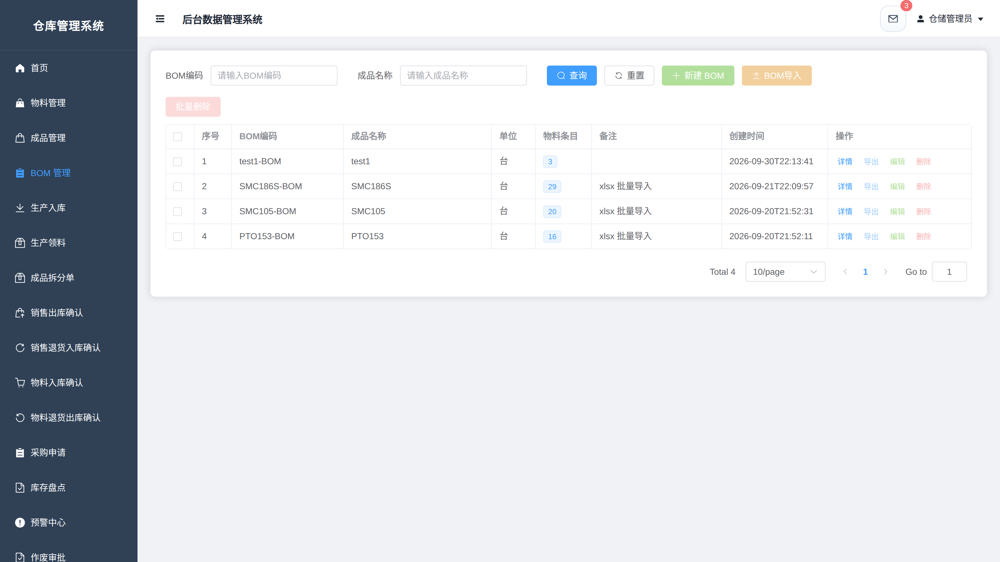 仓库管理系统
首页
物料管理
成品管理
BOM 管理
生产入库
生产领料
成品拆分单
销售出库确认
销售退货入库确认
物料入库确认
物料退货出库确认
采购申请
库存盘点
预警中心
作废审批
后台数据管理系统
3
仓储管理员
BOM编码 请输入BOM编码 成品名称 请输入成品名称 查询 重置 新建 BOM BOM导入
批量删除
序号 BOM编码 成品名称 单位 物料条目 备注 创建时间 操作
1 test1-BOM test1 台 3 2026-09-30T22:13:41 详情 导出 编辑 删除
2 SMC186S-BOM SMC186S 台 29 xlsx 批量导入 2026-09-21T22:09:57 详情 导出 编辑 删除
3 SMC105-BOM SMC105 台 20 xlsx 批量导入 2026-09-20T21:52:31 详情 导出 编辑 删除
4 PTO153-BOM PTO153 台 16 xlsx 批量导入 2026-09-20T21:52:11 详情 导出 编辑 删除
Total 4 10/page 1 Go to 1